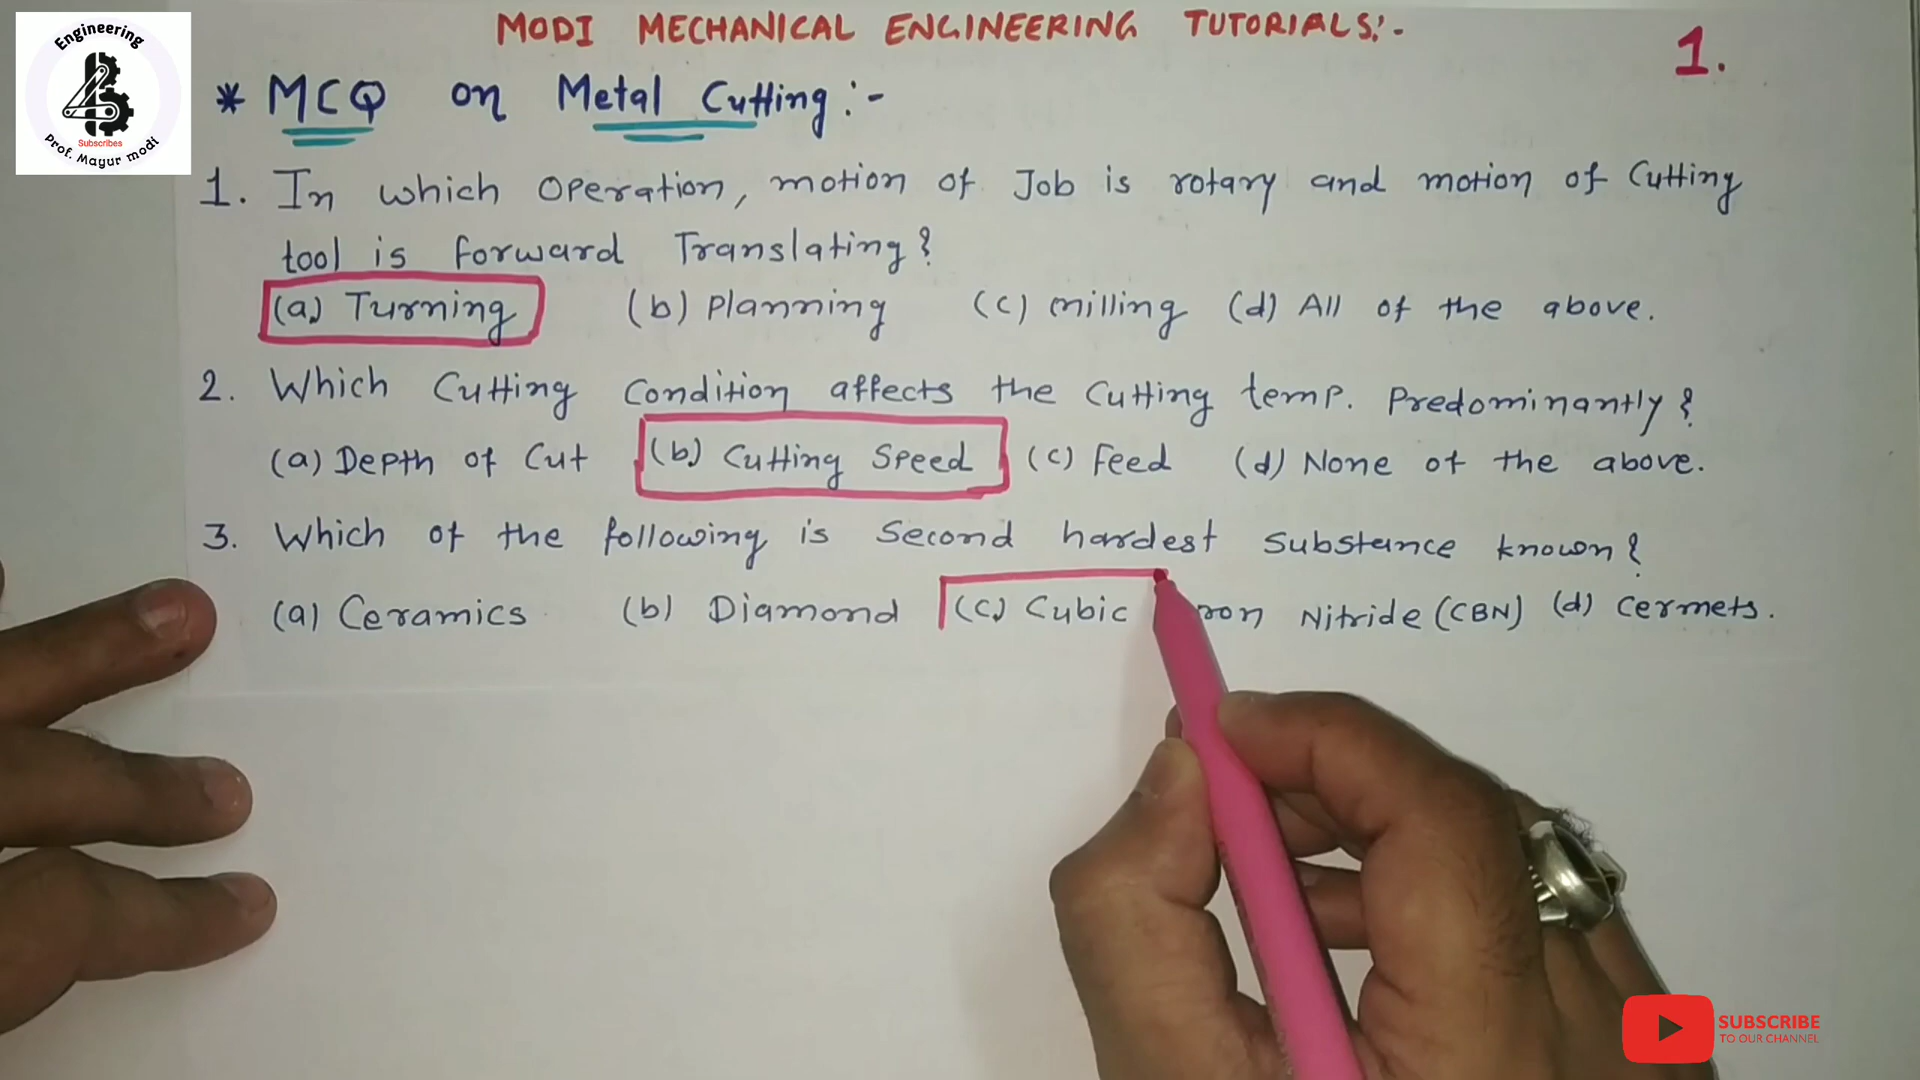 Engineering
Subscribes
Prof. Mayur modi
MODI MECHANICAL ENGINEERING TUTORIALS:-
1.
* MCQ on Metal Cutting:-
1. In which operation, motion of Job is rotary and motion of Cutting
tool is forward Translating?
(a) Turning (b) Planning (c) milling (d) All of the above.
2. Which Cutting Condition affects the Cutting temp. Predominantly?
(a) Depth of Cut (b) Cutting Speed (c) Feed (d) None of the above.
3. Which of the following is Second hardest Substance known?
(a) Ceramics (b) Diamond (c) Cubic Nitride (CBN) (d) Cermets.
SUBSCRIBE
TO OUR CHANNEL